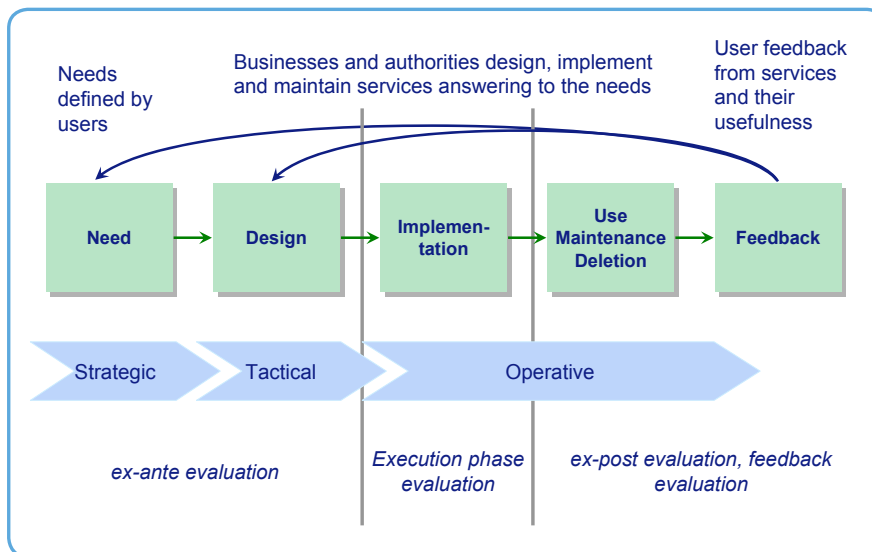 Needs
defined by
users
Businesses and authorities design, implement
and maintain services answering to the needs
User feedback
from services
and their
usefulness
Need
Design
Implemen-
tation
Use
Maintenance
Deletion
Feedback
Strategic
Tactical
Operative
ex-ante evaluation
Execution phase
evaluation
ex-post evaluation, feedback
evaluation